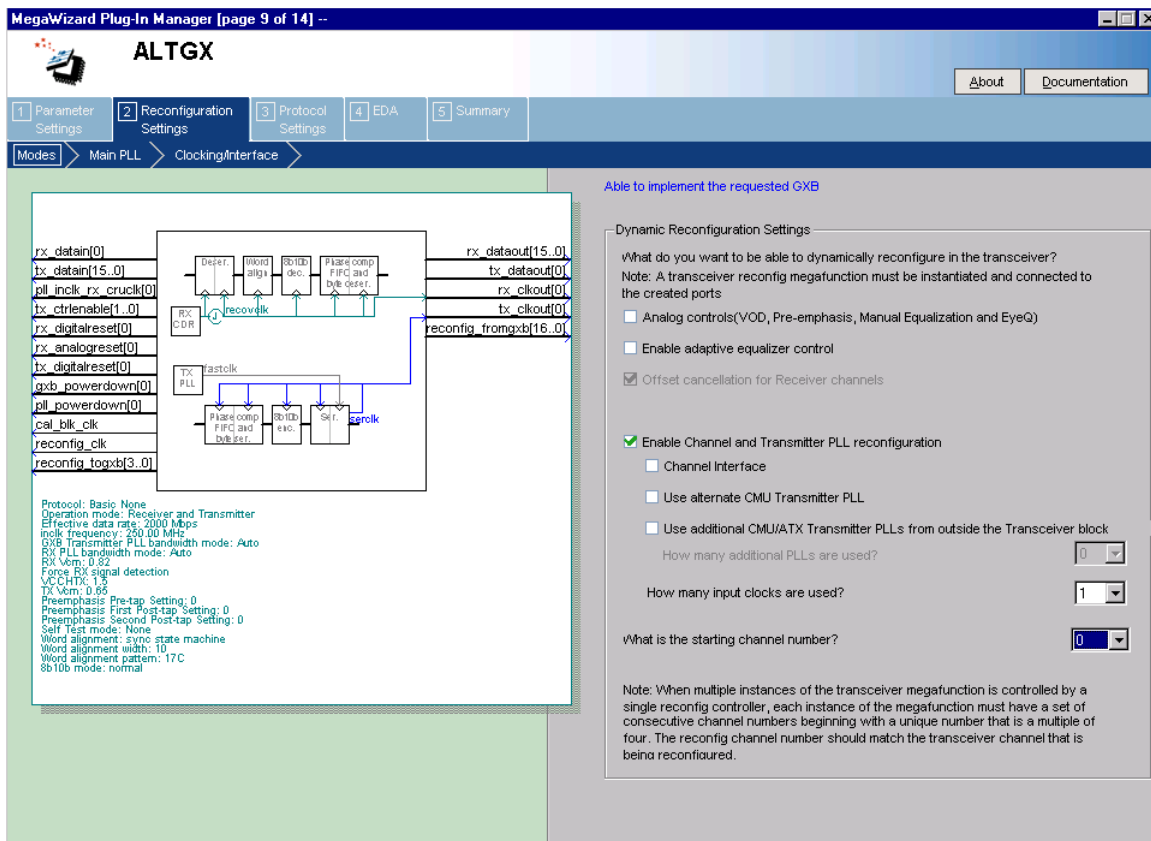 MegaWizard Plug-In Manager [page 9 of 14] --
ALTGX
About
Documentation
1 Parameter Settings
2 Reconfiguration Settings
3 Protocol Settings
4 EDA
5 Summary
Modes
Main PLL
Clocking/Interface
Able to implement the requested GXB
rx_datain[0]
tx_datain[15..0]
pll_inclk_rx_cruclk[0]
tx_ctrlenable[1..0]
rx_digitalreset[0]
rx_analogreset[0]
tx_digitalreset[0]
gxb_powerdown[0]
pll_powerdown[0]
cal_blk_clk
reconfig_clk
reconfig_togxb[3..0]
Deser.
Word align
8b10b dec.
Phase comp FIFO and byte deser.
RX CDR
recovclk
TX PLL
fastclk
Phase comp FIFO and byte ser.
8b10b enc.
Ser.
serclk
rx_dataout[15..0]
tx_dataout[0]
rx_clkout[0]
tx_clkout[0]
reconfig_fromgxb[16..0]
Protocol: Basic None
Operation mode: Receiver and Transmitter
Effective data rate: 2000 Mbps
inclk frequency: 250.00 MHz
GXB Transmitter PLL bandwidth mode: Auto
RX PLL bandwidth mode: Auto
RX Vcm: 0.82
Force RX signal detection
VCCHTX: 1.5
TX Vcm: 0.65
Preemphasis Pre-tap Setting: 0
Preemphasis First Post-tap Setting: 0
Preemphasis Second Post-tap Setting: 0
Self Test mode: None
Word alignment: sync state machine
Word alignment width: 10
Word alignment pattern: 17C
8b10b mode: normal
Dynamic Reconfiguration Settings
What do you want to be able to dynamically reconfigure in the transceiver?
Note: A transceiver reconfig megafunction must be instantiated and connected to
the created ports
Analog controls(VOD, Pre-emphasis, Manual Equalization and EyeQ)
Enable adaptive equalizer control
Offset cancellation for Receiver channels
Enable Channel and Transmitter PLL reconfiguration
Channel Interface
Use alternate CMU Transmitter PLL
Use additional CMU/ATX Transmitter PLLs from outside the Transceiver block
How many additional PLLs are used? 0
How many input clocks are used? 1
What is the starting channel number? 0
Note: When multiple instances of the transceiver megafunction is controlled by a
single reconfig controller, each instance of the megafunction must have a set of
consecutive channel numbers beginning with a unique number that is a multiple of
four. The reconfig channel number should match the transceiver channel that is
being reconfigured.